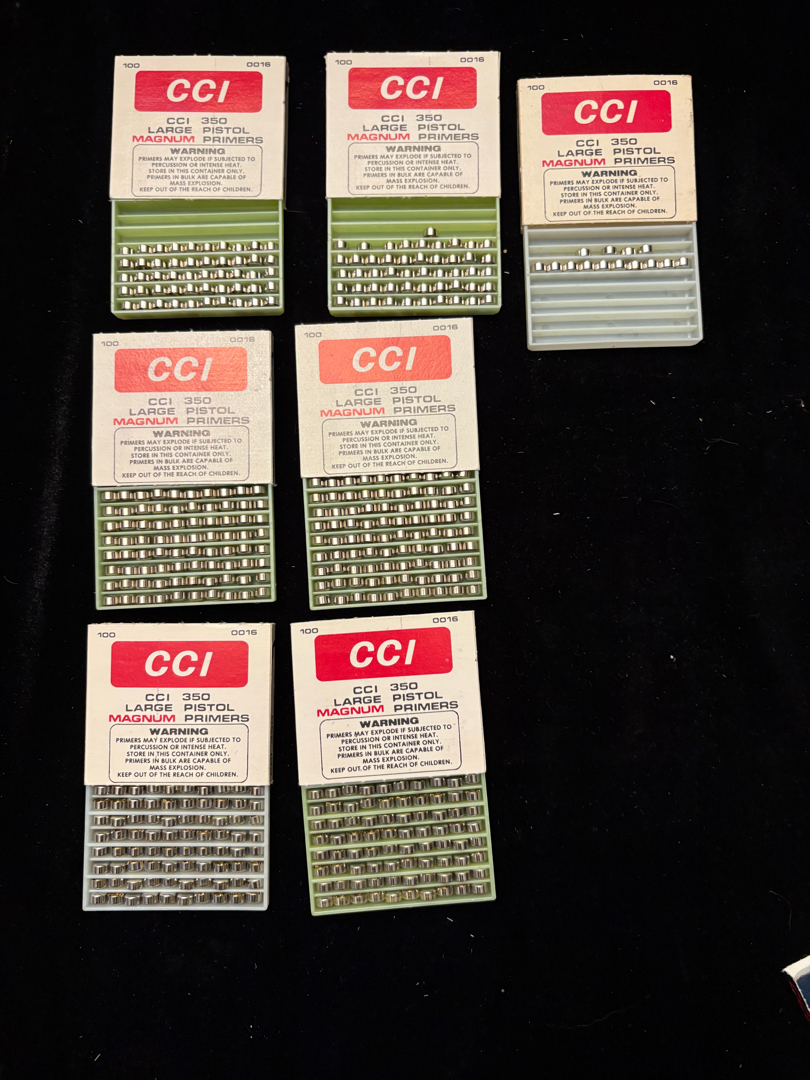 100 0016
CCI
CCI 350
LARGE PISTOL
MAGNUM PRIMERS
WARNING
PRIMERS MAY EXPLODE IF SUBJECTED TO
PERCUSSION OR INTENSE HEAT.
STORE IN THIS CONTAINER ONLY.
PRIMERS IN BULK ARE CAPABLE OF
MASS EXPLOSION.
KEEP OUT OF THE REACH OF CHILDREN.
100 0016
CCI
CCI 350
LARGE PISTOL
MAGNUM PRIMERS
WARNING
PRIMERS MAY EXPLODE IF SUBJECTED TO
PERCUSSION OR INTENSE HEAT.
STORE IN THIS CONTAINER ONLY.
PRIMERS IN BULK ARE CAPABLE OF
MASS EXPLOSION.
KEEP OUT OF THE REACH OF CHILDREN.
100 0016
CCI
CCI 350
LARGE PISTOL
MAGNUM PRIMERS
WARNING
PRIMERS MAY EXPLODE IF SUBJECTED TO
PERCUSSION OR INTENSE HEAT.
STORE IN THIS CONTAINER ONLY.
PRIMERS IN BULK ARE CAPABLE OF
MASS EXPLOSION.
KEEP OUT OF THE REACH OF CHILDREN.
100 0016
CCI
CCI 350
LARGE PISTOL
MAGNUM PRIMERS
WARNING
PRIMERS MAY EXPLODE IF SUBJECTED TO
PERCUSSION OR INTENSE HEAT.
STORE IN THIS CONTAINER ONLY.
PRIMERS IN BULK ARE CAPABLE OF
MASS EXPLOSION.
KEEP OUT OF THE REACH OF CHILDREN.
100 0016
CCI
CCI 350
LARGE PISTOL
MAGNUM PRIMERS
WARNING
PRIMERS MAY EXPLODE IF SUBJECTED TO
PERCUSSION OR INTENSE HEAT.
STORE IN THIS CONTAINER ONLY.
PRIMERS IN BULK ARE CAPABLE OF
MASS EXPLOSION.
KEEP OUT OF THE REACH OF CHILDREN.
100 0016
CCI
CCI 350
LARGE PISTOL
MAGNUM PRIMERS
WARNING
PRIMERS MAY EXPLODE IF SUBJECTED TO
PERCUSSION OR INTENSE HEAT.
STORE IN THIS CONTAINER ONLY.
PRIMERS IN BULK ARE CAPABLE OF
MASS EXPLOSION.
KEEP OUT OF THE REACH OF CHILDREN.
100 0016
CCI
CCI 350
LARGE PISTOL
MAGNUM PRIMERS
WARNING
PRIMERS MAY EXPLODE IF SUBJECTED TO
PERCUSSION OR INTENSE HEAT.
STORE IN THIS CONTAINER ONLY.
PRIMERS IN BULK ARE CAPABLE OF
MASS EXPLOSION.
KEEP OUT OF THE REACH OF CHILDREN.